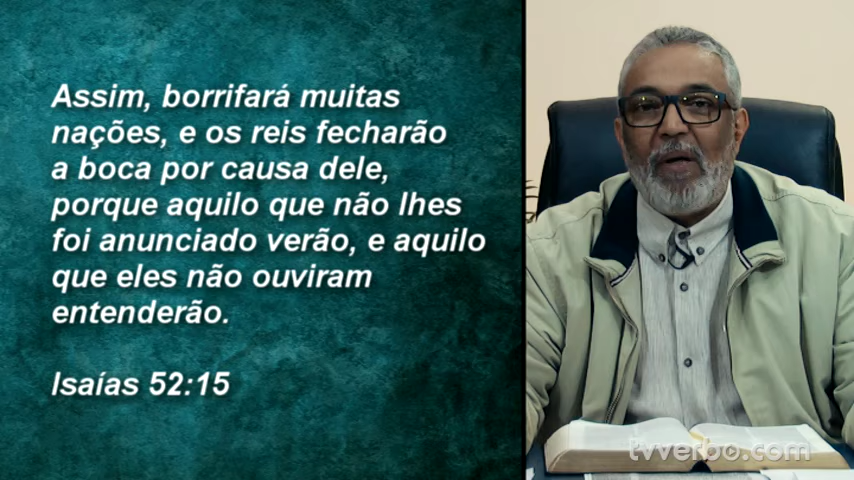 Assim, borrifará muitas
nações, e os reis fecharão
a boca por causa dele,
porque aquilo que não lhes
foi anunciado verão, e aquilo
que eles não ouviram
entenderão.
Isaías 52:15
tvverbo.com